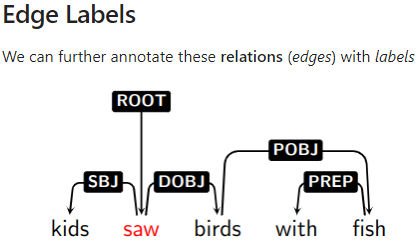 Edge Labels
We can further annotate these relations (edges) with labels
ROOT
POBJ
SBJ DOBJ PREP
kids saw birds with fish